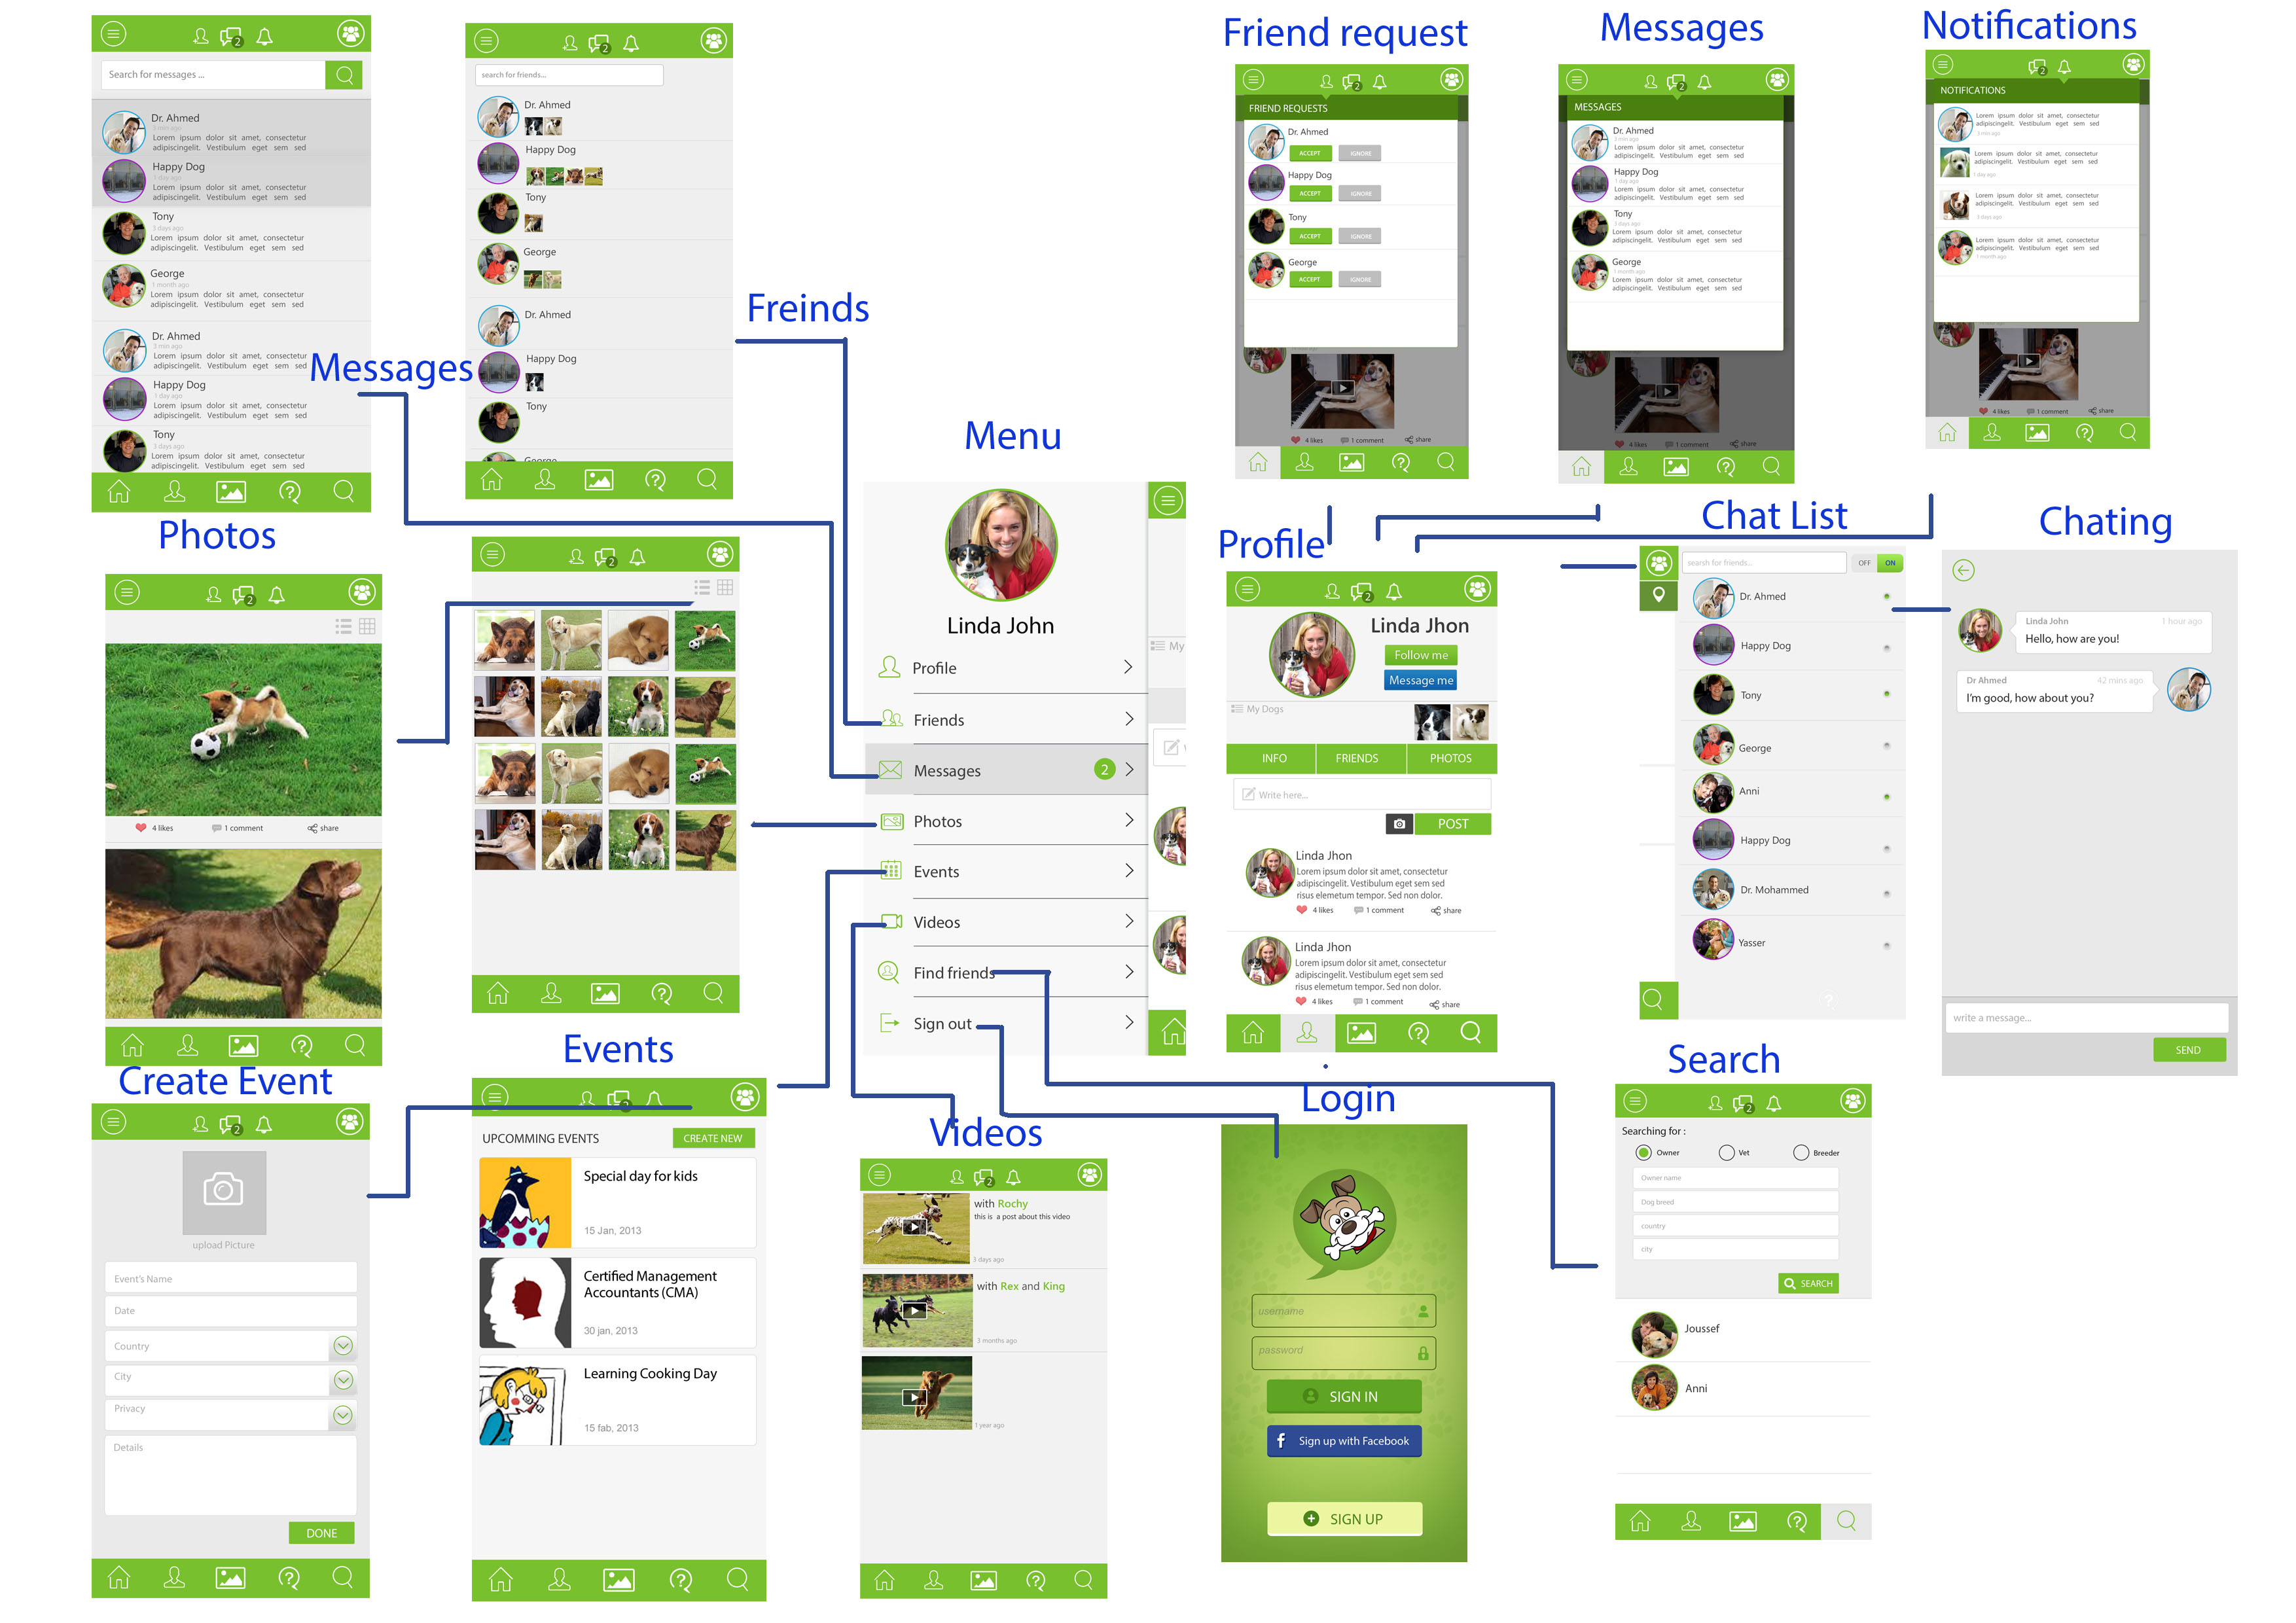 Friend request
Messages
Notifications
2
Search for messages ...
Dr. Ahmed
3 min ago
Lorem ipsum dolor sit amet, consectetur
adipiscingelit. Vestibulum eget sem sed
Happy Dog
1 day ago
Lorem ipsum dolor sit amet, consectetur
adipiscingelit. Vestibulum eget sem sed
Tony
3 days ago
Lorem ipsum dolor sit amet, consectetur
adipiscingelit. Vestibulum eget sem sed
George
1 month ago
Lorem ipsum dolor sit amet, consectetur
adipiscingelit. Vestibulum eget sem sed
Dr. Ahmed
3 min ago
Lorem ipsum dolor sit amet, consectetur
adipiscingelit. Vestibulum eget sem sed
Happy Dog
1 day ago
Lorem ipsum dolor sit amet, consectetur
adipiscingelit. Vestibulum eget sem sed
Tony
3 days ago
Lorem ipsum dolor sit amet, consectetur
adipiscingelit. Vestibulum eget sem sed
Messages
2
search for friends...
Dr. Ahmed
Happy Dog
Tony
George
Dr. Ahmed
Happy Dog
Tony
George
Freinds
2
FRIEND REQUESTS
Dr. Ahmed
ACCEPT IGNORE
Happy Dog
ACCEPT IGNORE
Tony
ACCEPT IGNORE
George
ACCEPT IGNORE
4 likes 1 comment share
2
MESSAGES
Dr. Ahmed
3 min ago
Lorem ipsum dolor sit amet, consectetur
adipiscingelit. Vestibulum eget sem sed
Happy Dog
1 day ago
Lorem ipsum dolor sit amet, consectetur
adipiscingelit. Vestibulum eget sem sed
Tony
3 days ago
Lorem ipsum dolor sit amet, consectetur
adipiscingelit. Vestibulum eget sem sed
George
1 month ago
Lorem ipsum dolor sit amet, consectetur
adipiscingelit. Vestibulum eget sem sed
4 likes 1 comment share
2
NOTIFICATIONS
Lorem ipsum dolor sit amet, consectetur
adipiscingelit. Vestibulum eget sem sed
3 min ago
Lorem ipsum dolor sit amet, consectetur
adipiscingelit. Vestibulum eget sem sed
1 day ago
Lorem ipsum dolor sit amet, consectetur
adipiscingelit. Vestibulum eget sem sed
3 days ago
Lorem ipsum dolor sit amet, consectetur
adipiscingelit. Vestibulum eget sem sed
1 month ago
4 likes 1 comment share
Photos
2
4 likes 1 comment share
2
Menu
Linda John
Profile
Friends
Messages 2
Photos
Events
Videos
Find friends
Sign out
My
Profile
2
Linda Jhon
Follow me
Message me
My Dogs
INFO FRIENDS PHOTOS
Write here...
POST
Linda Jhon
Lorem ipsum dolor sit amet, consectetur
adipiscingelit. Vestibulum eget sem sed
risus elemetum tempor. Sed non dolor.
4 likes 1 comment share
Linda Jhon
Lorem ipsum dolor sit amet, consectetur
adipiscingelit. Vestibulum eget sem sed
risus elemetum tempor. Sed non dolor.
4 likes 1 comment share
Chat List
search for friends...
OFF ON
Dr. Ahmed
Happy Dog
Tony
George
Anni
Happy Dog
Dr. Mohammed
Yasser
Chating
Linda John 1 hour ago
Hello, how are you!
Dr Ahmed 42 mins ago
I'm good, how about you?
write a message...
SEND
Create Event
2
upload Picture
Event's Name
Date
Country
City
Privacy
Details
DONE
Events
2
UPCOMMING EVENTS
CREATE NEW
Special day for kids
15 Jan, 2013
Certified Management
Accountants (CMA)
30 jan, 2013
Learning Cooking Day
15 fab, 2013
Videos
2
with Rochy
this is a post about this video
3 days ago
with Rex and King
3 months ago
1 year ago
Login
username
password
SIGN IN
f Sign up with Facebook
SIGN UP
Search
2
Searching for :
Owner Vet Breeder
Owner name
Dog breed
country
city
SEARCH
Joussef
Anni